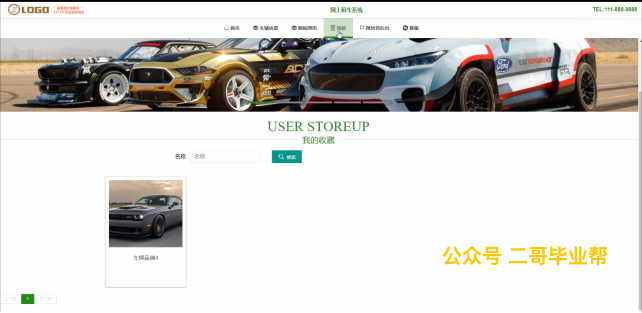 LOGO
网上租车系统
TEL:111-888-8888
首页
车辆信息
新闻资讯
我的
跳转到后台
客服
USER STOREUP
我的收藏
名称
名称
搜索
车辆品牌4
公众号 二哥毕业帮
上一页 1 下一页